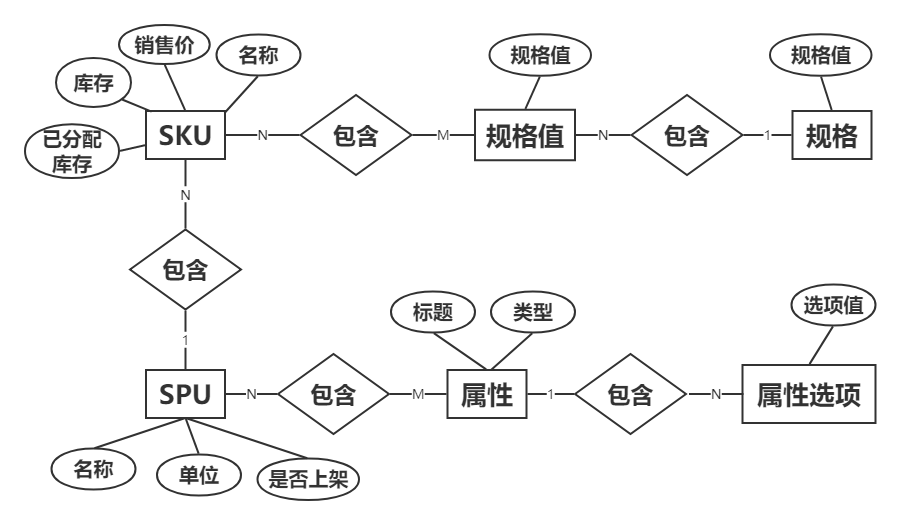 销售价
名称
规格值
规格值
库存
已分配
库存
SKU
N
包含
M
规格值
N
包含
1
规格
N
包含
1
标题
类型
选项值
SPU
N
包含
M
属性
1
包含
N
属性选项
名称
单位
是否上架